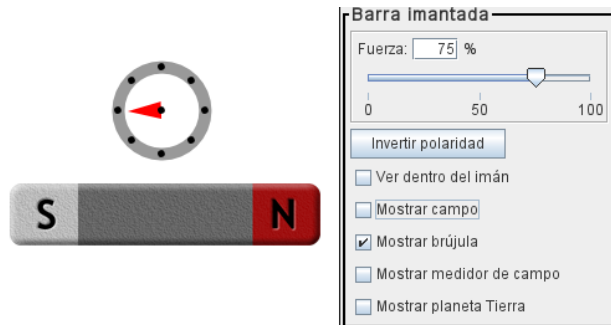 Barra Imantada
Fuerza: 75 %
0 50 100
Invertir polaridad
Ver dentro del imán
Mostrar campo
Mostrar brújula
Mostrar medidor de campo
Mostrar planeta Tierra
S N